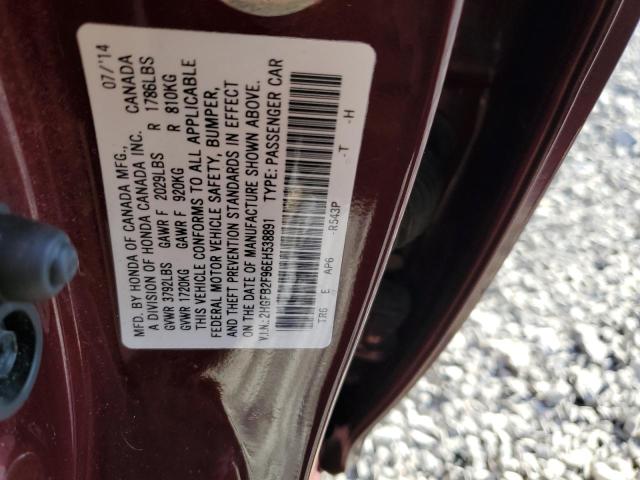 MFD. BY HONDA OF CANADA MFG., CANADA 07/'14
A DIVISION OF HONDA CANADA INC.
GVWR 3792LBS GAWR F 2029LBS R 1786LBS
GVWR 1720KG GAWR F 920KG R 810KG
THIS VEHICLE CONFORMS TO ALL APPLICABLE
FEDERAL MOTOR VEHICLE SAFETY, BUMPER,
AND THEFT PREVENTION STANDARDS IN EFFECT
ON THE DATE OF MANUFACTURE SHOWN ABOVE.
V.I.N.: 2HGFB2F96EH538891 TYPE: PASSENGER CAR
TR6 E AP6 -R543P -T -H